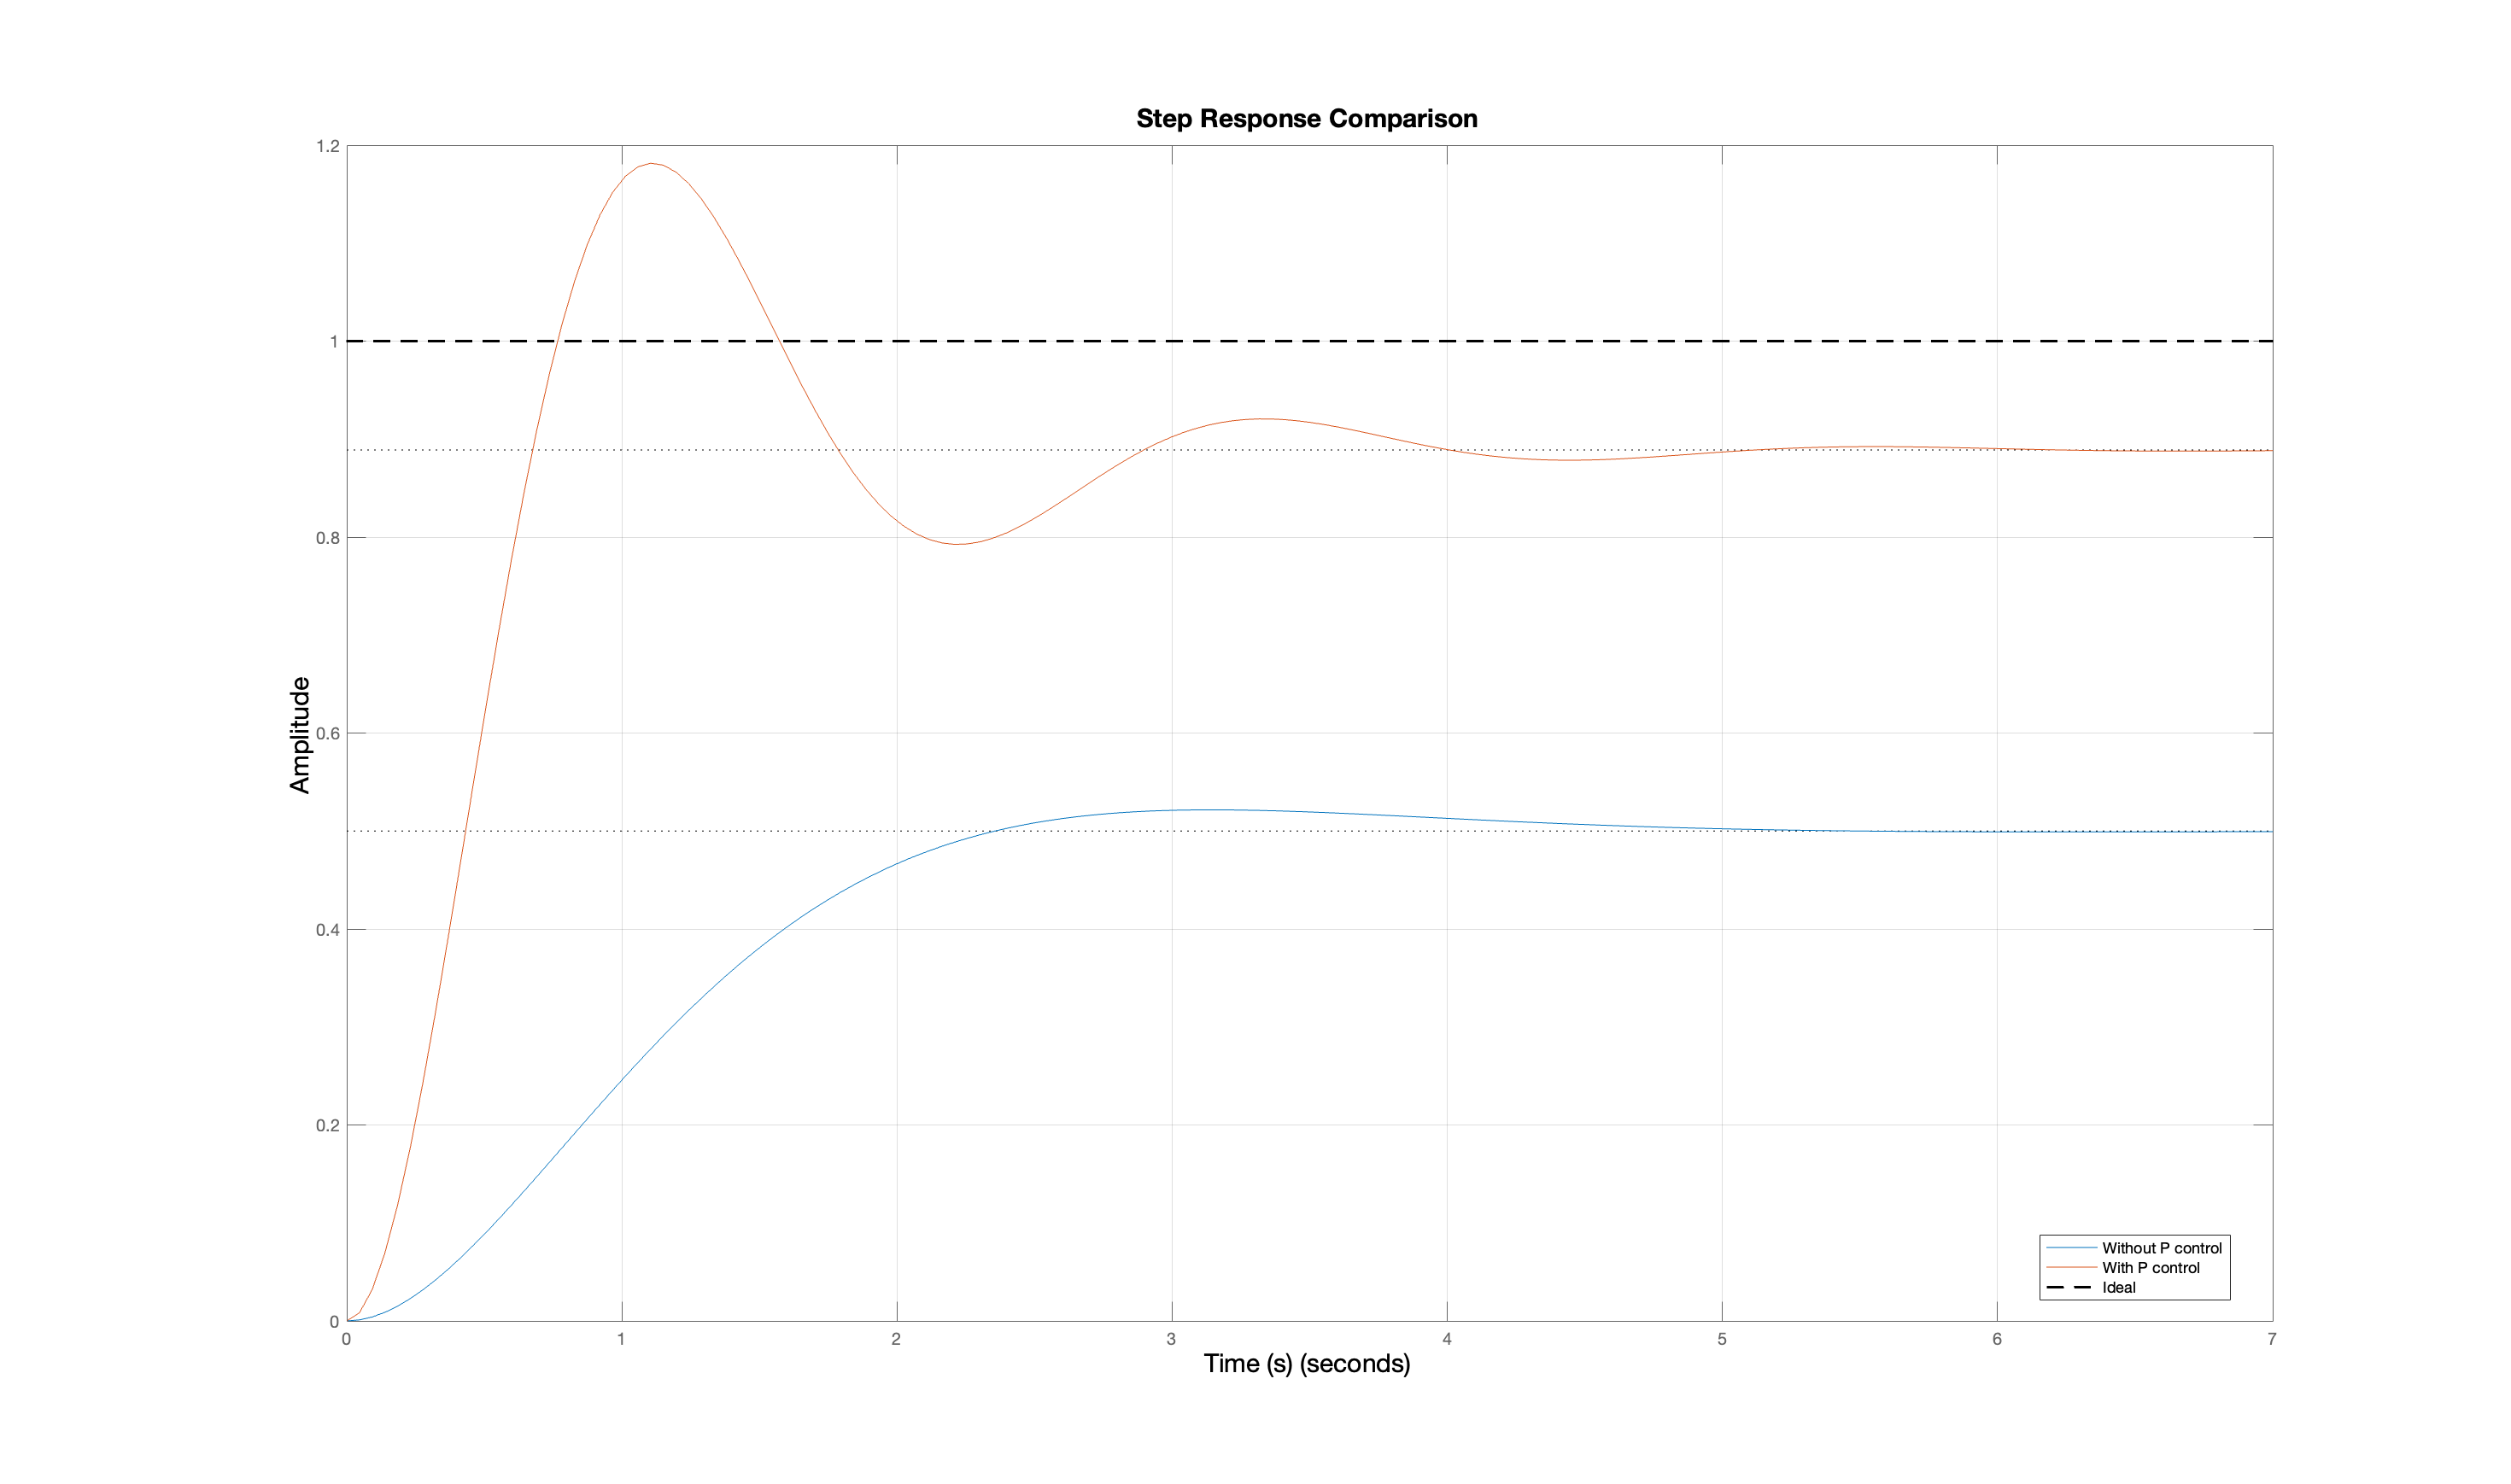 Step Response Comparison
1.2
1
0.8
0.6
0.4
0.2
0
Amplitude
0 1 2 3 4 5 6 7
Time (s) (seconds)
Without P control
With P control
Ideal